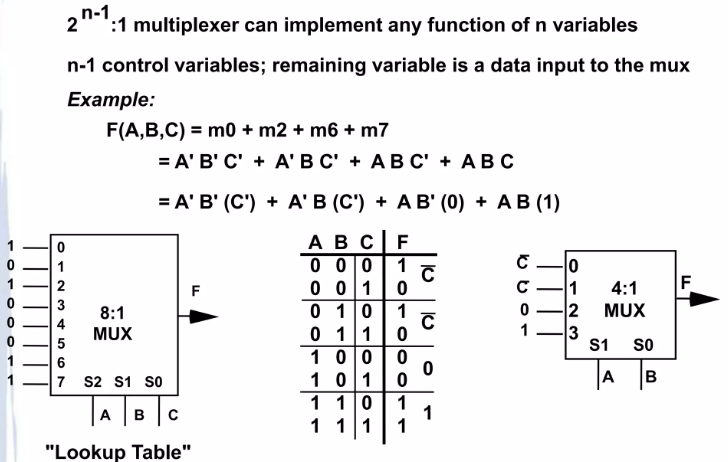 2^n-1:1 multiplexer can implement any function of n variables
n-1 control variables; remaining variable is a data input to the mux
Example:
F(A,B,C) = m0 + m2 + m6 + m7
= A' B' C' + A' B C' + A B C' + A B C
= A' B' (C') + A' B (C') + A B' (0) + A B (1)
1 0
0 1
1 2
0 3
0 4
0 5
1 6
1 7
8:1
MUX
S2 S1 S0
A B C
F
"Lookup Table"
A B C F
0 0 0 1
0 0 1 0
C̅
0 1 0 1
0 1 1 0
C̅
1 0 0 0
1 0 1 0
0
1 1 0 1
1 1 1 1
1
C̅ 0
C̅ 1
0 2
1 3
4:1
MUX
S1 S0
A B
F